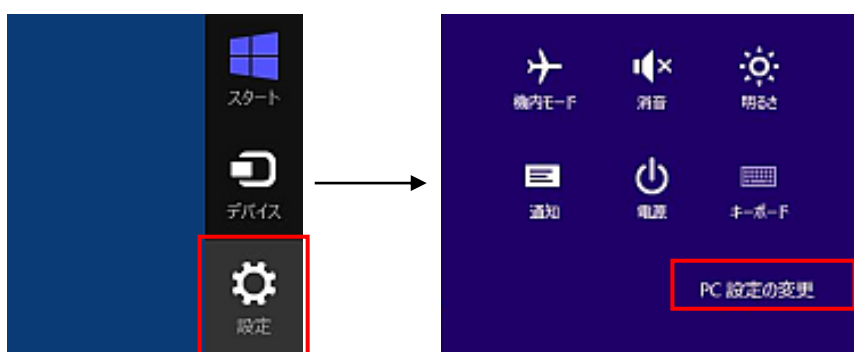 スタート
デバイス
設定
機内モード
消音
明るさ
通知
電源
キーボード
PC 設定の変更